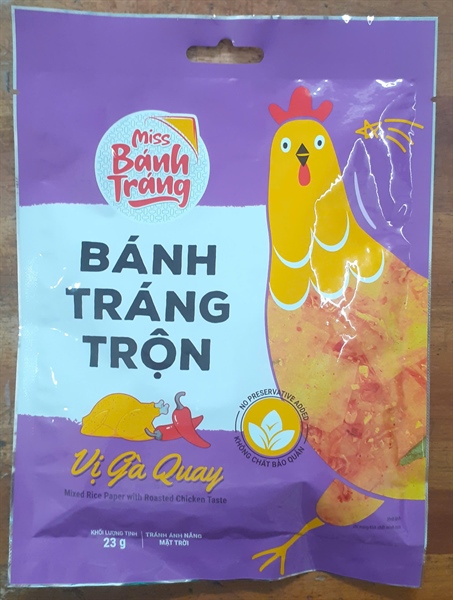 Miss
Bánh
Tráng
BÁNH
TRÁNG
TRỘN
NO PRESERVATIVE ADDED
KHÔNG CHẤT BẢO QUẢN
Vị Gà Quay
Mixed Rice Paper with Roasted Chicken Taste
KHỐI LƯỢNG TỊNH
23 g
TRÁNH ÁNH NẮNG
MẶT TRỜI